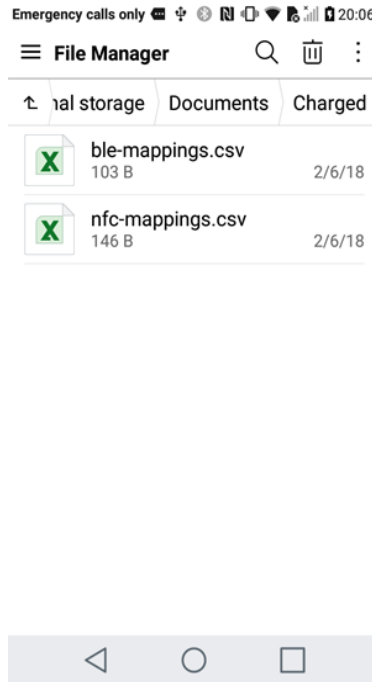 Emergency calls only 20:06
File Manager
nal storage Documents Charged
ble-mappings.csv
103 B 2/6/18
nfc-mappings.csv
146 B 2/6/18